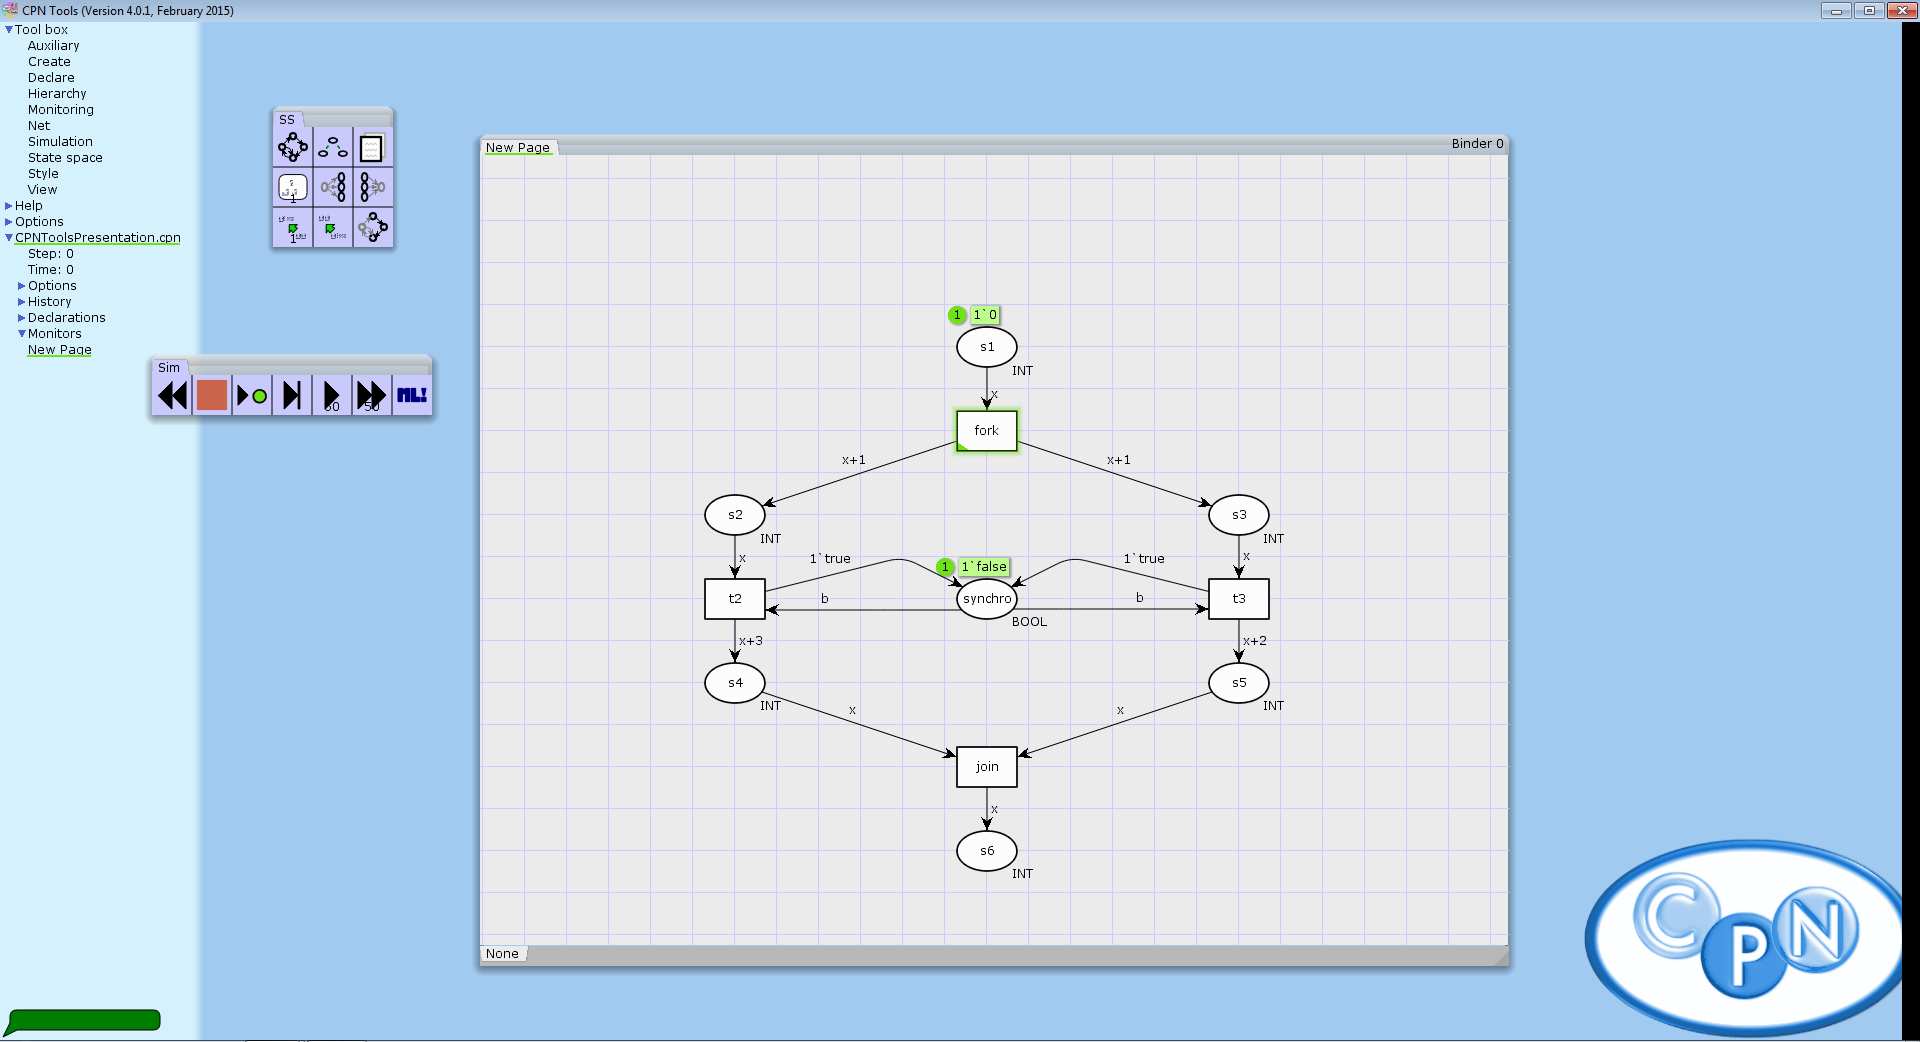 CPN Tools (Version 4.0.1, February 2015)
Tool box
Auxiliary
Create
Declare
Hierarchy
Monitoring
Net
Simulation
State space
Style
View
Help
Options
CPNToolsPresentation.cpn
Step: 0
Time: 0
Options
History
Declarations
Monitors
New Page
SS
1
1
Sim
50
50
ML!
New Page
Binder 0
1 1`0
s1
INT
x
fork
x+1 x+1
s2 s3
INT INT
x x
1`true 1 1`false 1`true
t2 b synchro b t3
BOOL
x+3 x+2
s4 s5
INT INT
x x
join
x
s6
INT
None
CPN